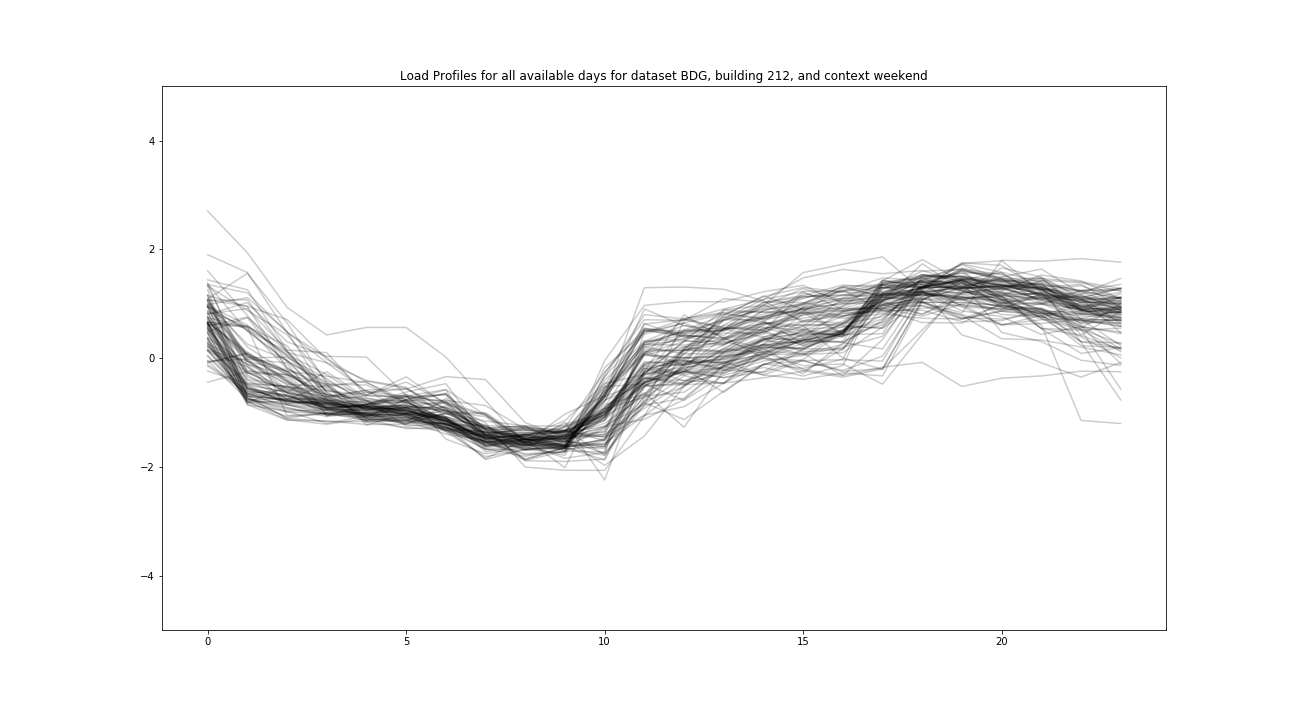 Load Profiles for all available days for dataset BDG, building 212, and context weekend
4
2
0
−2
−4
0 5 10 15 20